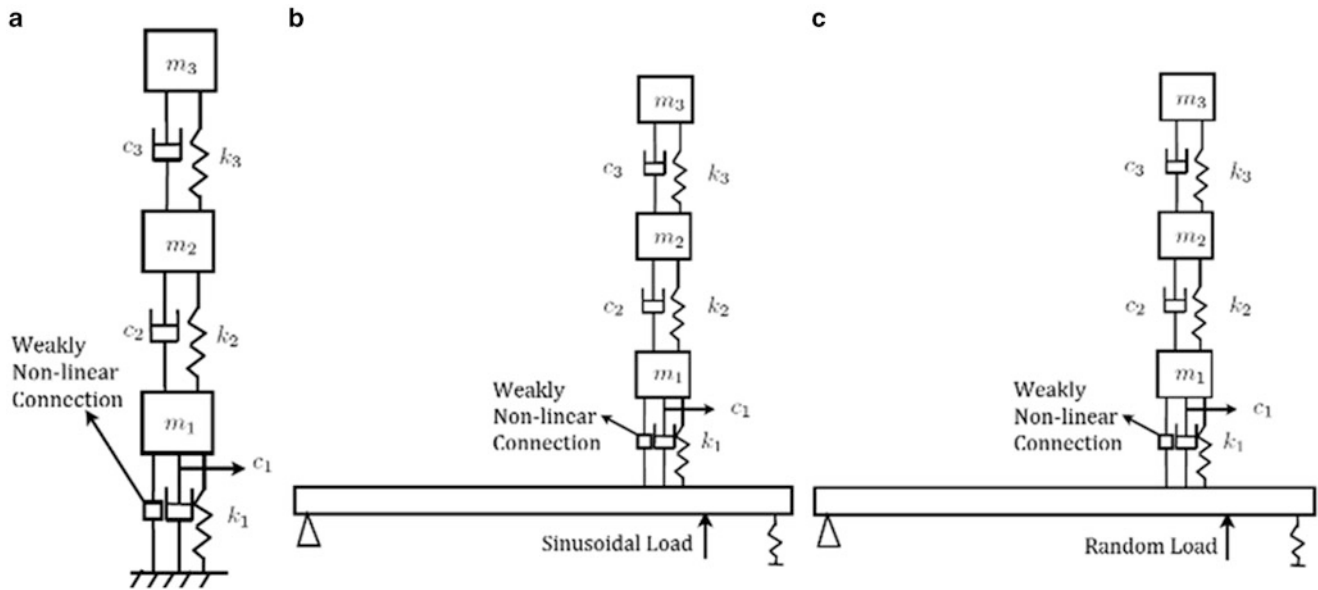 a
m₃
c₃
k₃
m₂
c₂
k₂
Weakly
Non-linear
Connection
m₁
c₁
k₁
b
m₃
c₃
k₃
m₂
c₂
k₂
m₁
Weakly
Non-linear
Connection
c₁
k₁
Sinusoidal Load
c
m₃
c₃
k₃
m₂
c₂
k₂
m₁
Weakly
Non-linear
Connection
c₁
k₁
Random Load